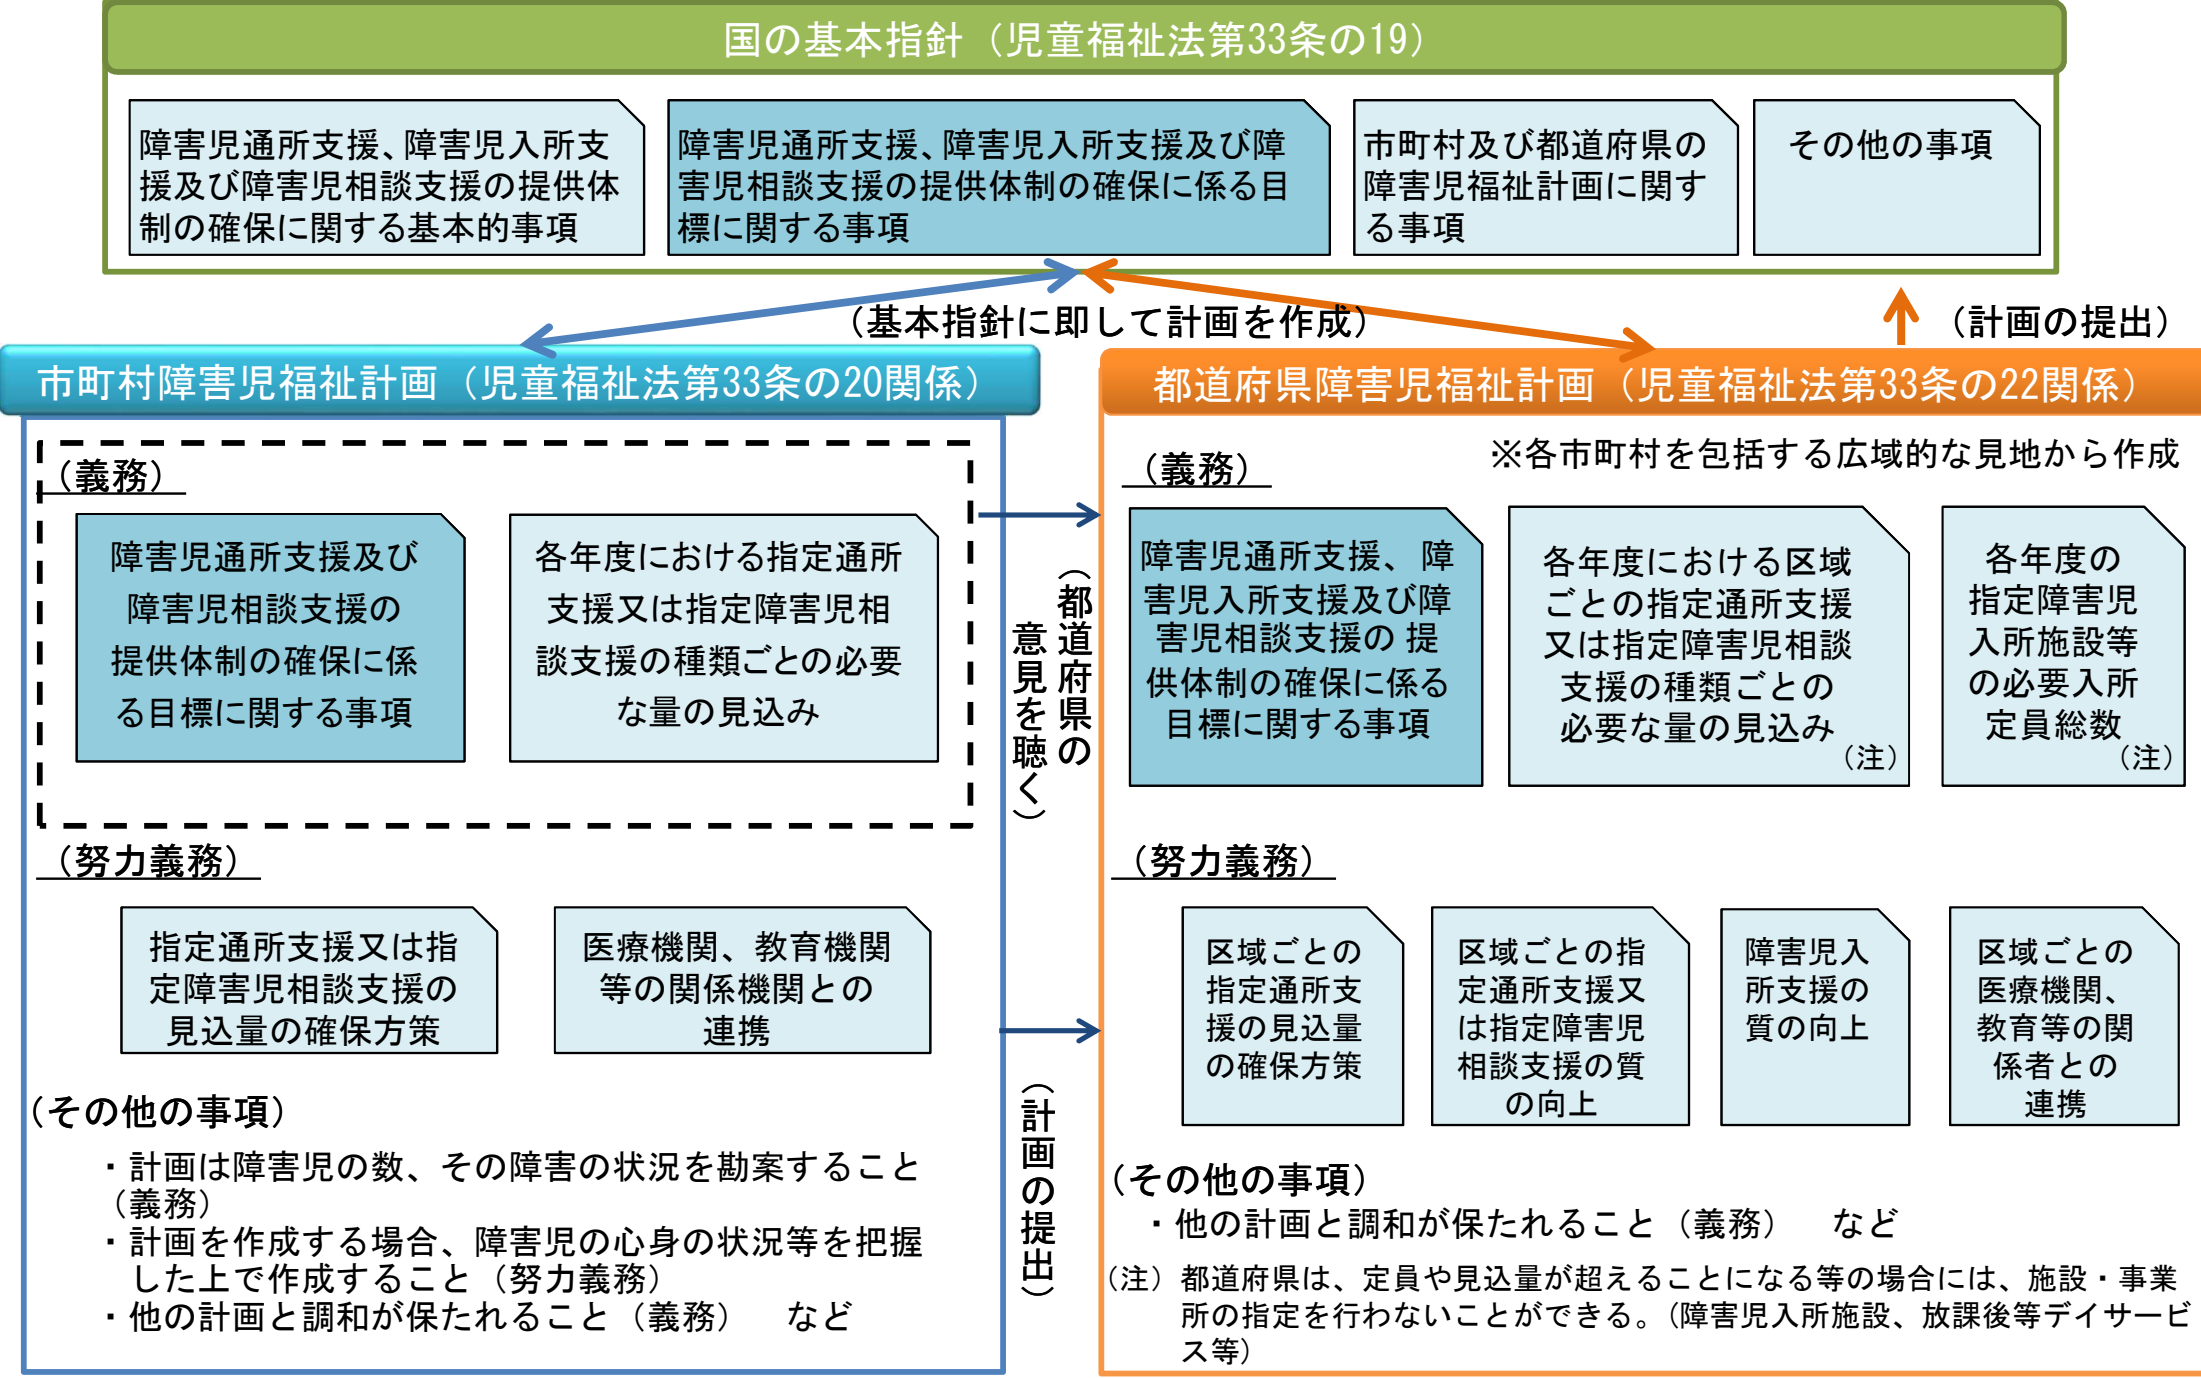 国の基本指針（児童福祉法第33条の19）
障害児通所支援、障害児入所支
援及び障害児相談支援の提供体
制の確保に関する基本的事項
障害児通所支援、障害児入所支援及び障
害児相談支援の提供体制の確保に係る目
標に関する事項
市町村及び都道府県の
障害児福祉計画に関す
る事項
その他の事項
（基本指針に即して計画を作成）
（計画の提出）
市町村障害児福祉計画（児童福祉法第33条の20関係）
（義務）
障害児通所支援及び
障害児相談支援の
提供体制の確保に係
る目標に関する事項
各年度における指定通所
支援又は指定障害児相
談支援の種類ごとの必要
な量の見込み
（努力義務）
指定通所支援又は指
定障害児相談支援の
見込量の確保方策
医療機関、教育機関
等の関係機関との
連携
（その他の事項）
・計画は障害児の数、その障害の状況を勘案すること
（義務）
・計画を作成する場合、障害児の心身の状況等を把握
した上で作成すること（努力義務）
・他の計画と調和が保たれること（義務）　など
（都道府県の
意見を聴く）
（計画の提出）
都道府県障害児福祉計画（児童福祉法第33条の22関係）
※各市町村を包括する広域的な見地から作成
（義務）
障害児通所支援、障
害児入所支援及び障
害児相談支援の 提
供体制の確保に係る
目標に関する事項
各年度における区域
ごとの指定通所支援
又は指定障害児相談
支援の種類ごとの
必要な量の見込み
（注）
各年度の
指定障害児
入所施設等
の必要入所
定員総数
（注）
（努力義務）
区域ごとの
指定通所支
援の見込量
の確保方策
区域ごとの指
定通所支援又
は指定障害児
相談支援の質
の向上
障害児入
所支援の
質の向上
区域ごとの
医療機関、
教育等の関
係者との
連携
（その他の事項）
・他の計画と調和が保たれること（義務）　など
（注）都道府県は、定員や見込量が超えることになる等の場合には、施設・事業
所の指定を行わないことができる。（障害児入所施設、放課後等デイサービ
ス等）